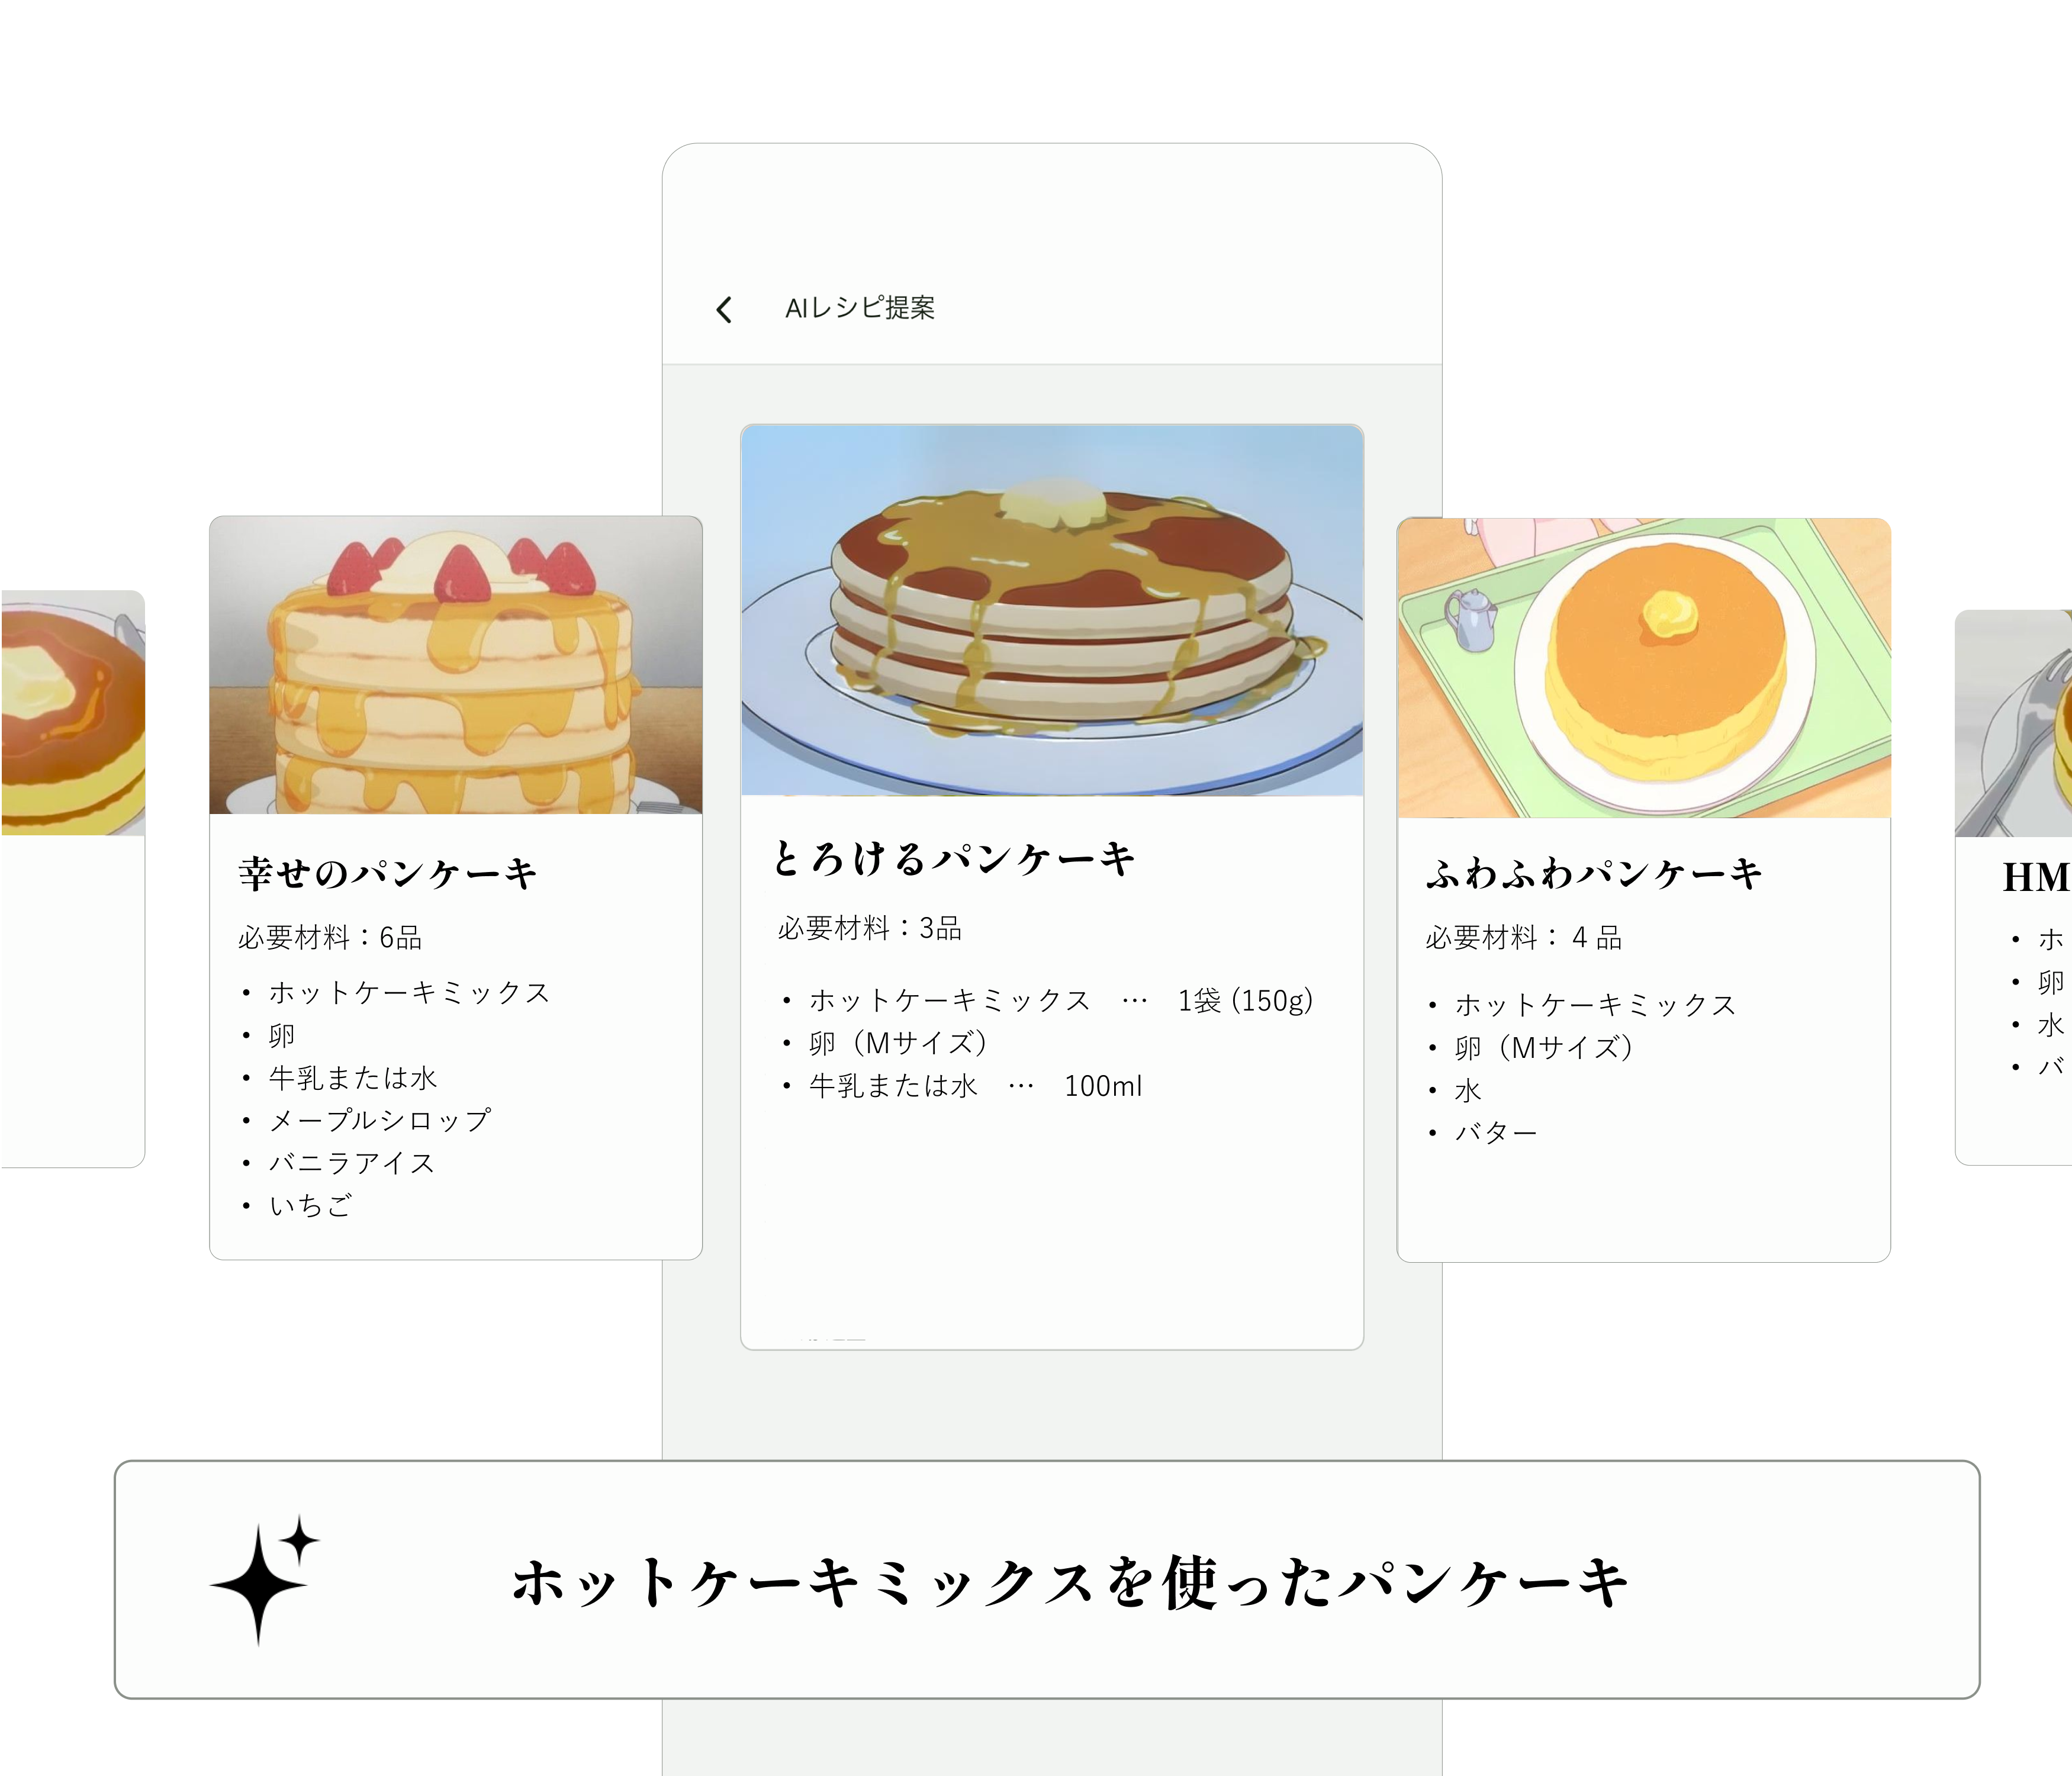 AIレシピ提案
幸せのパンケーキ
必要材料：6品
• ホットケーキミックス
• 卵
• 牛乳または水
• メープルシロップ
• バニラアイス
• いちご
とろけるパンケーキ
必要材料：3品
• ホットケーキミックス　…　1袋 (150g)
• 卵（Mサイズ）
• 牛乳または水　…　100ml
ふわふわパンケーキ
必要材料：４品
• ホットケーキミックス
• 卵（Mサイズ）
• 水
• バター
HM
• ホ
• 卵
• 水
• バ
ホットケーキミックスを使ったパンケーキ